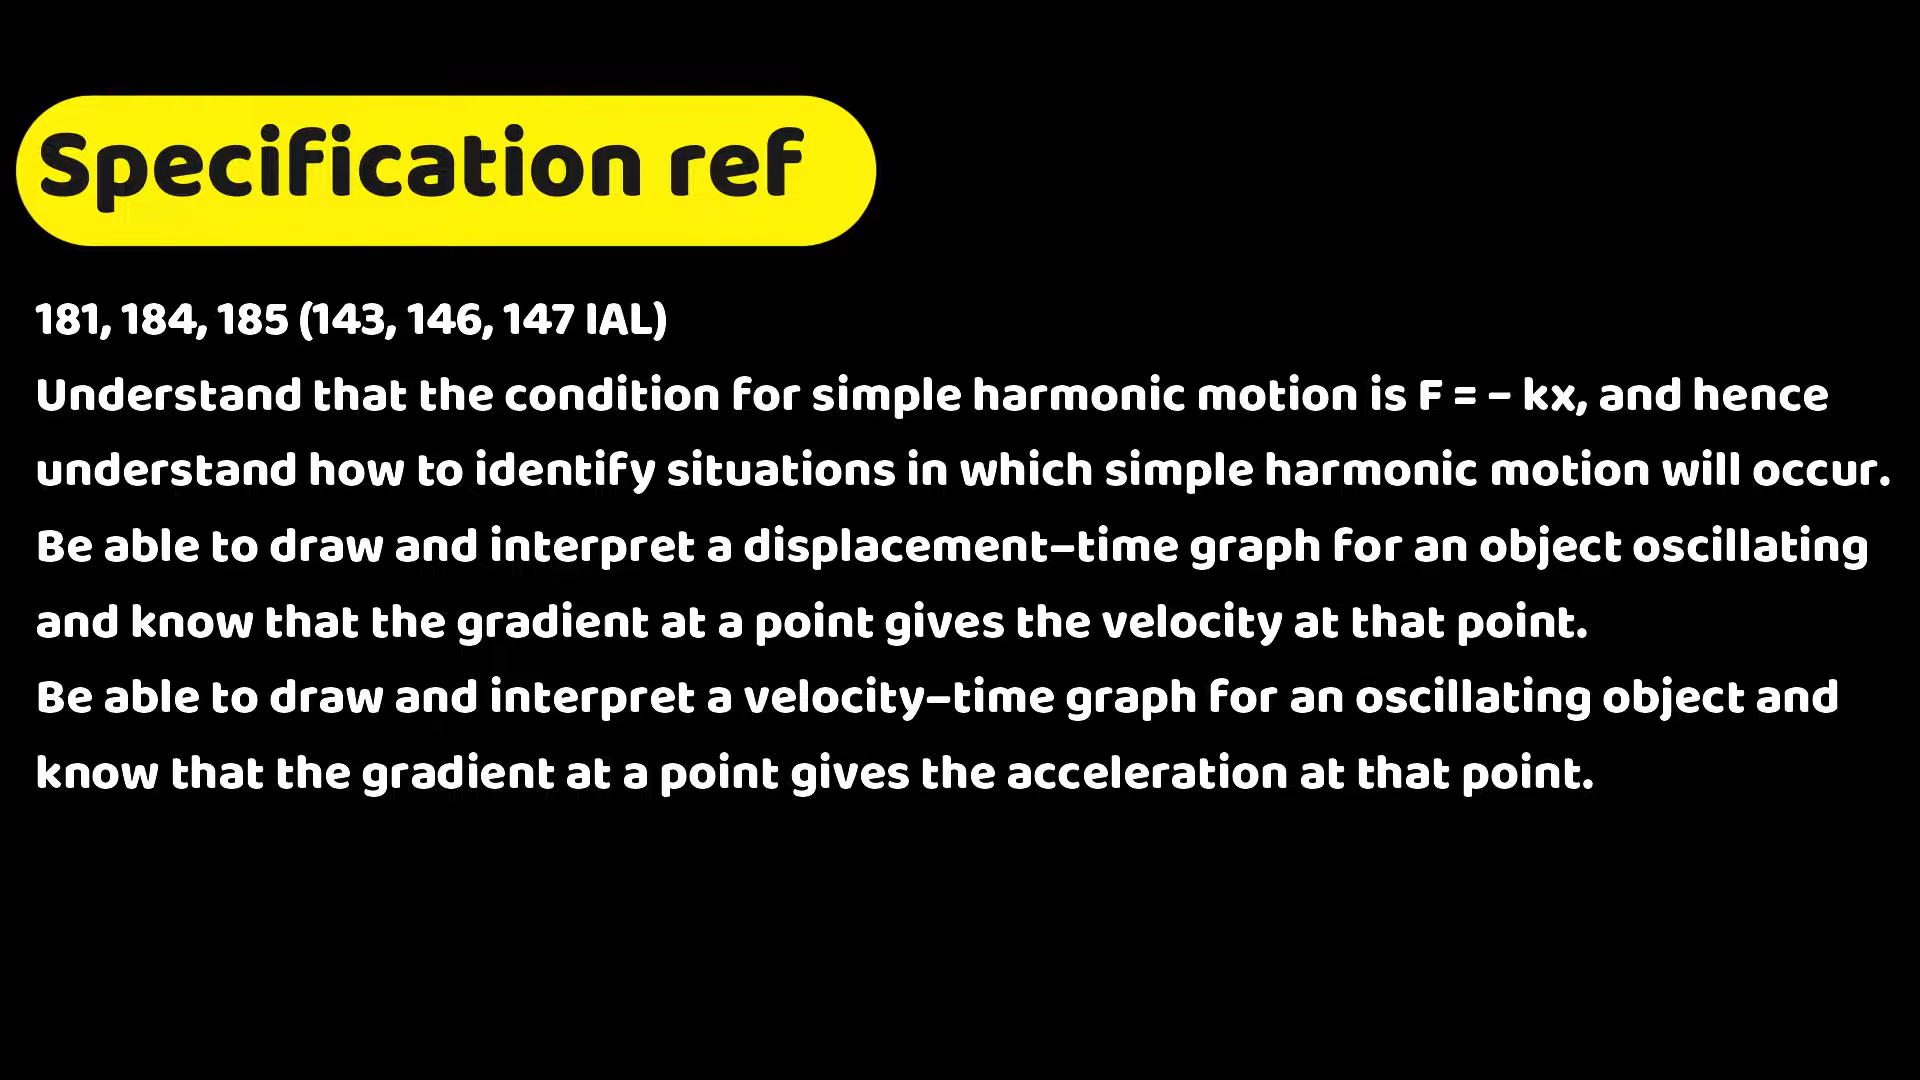 Specification ref
181, 184, 185 (143, 146, 147 IAL)
Understand that the condition for simple harmonic motion is F = – kx, and hence
understand how to identify situations in which simple harmonic motion will occur.
Be able to draw and interpret a displacement–time graph for an object oscillating
and know that the gradient at a point gives the velocity at that point.
Be able to draw and interpret a velocity–time graph for an oscillating object and
know that the gradient at a point gives the acceleration at that point.